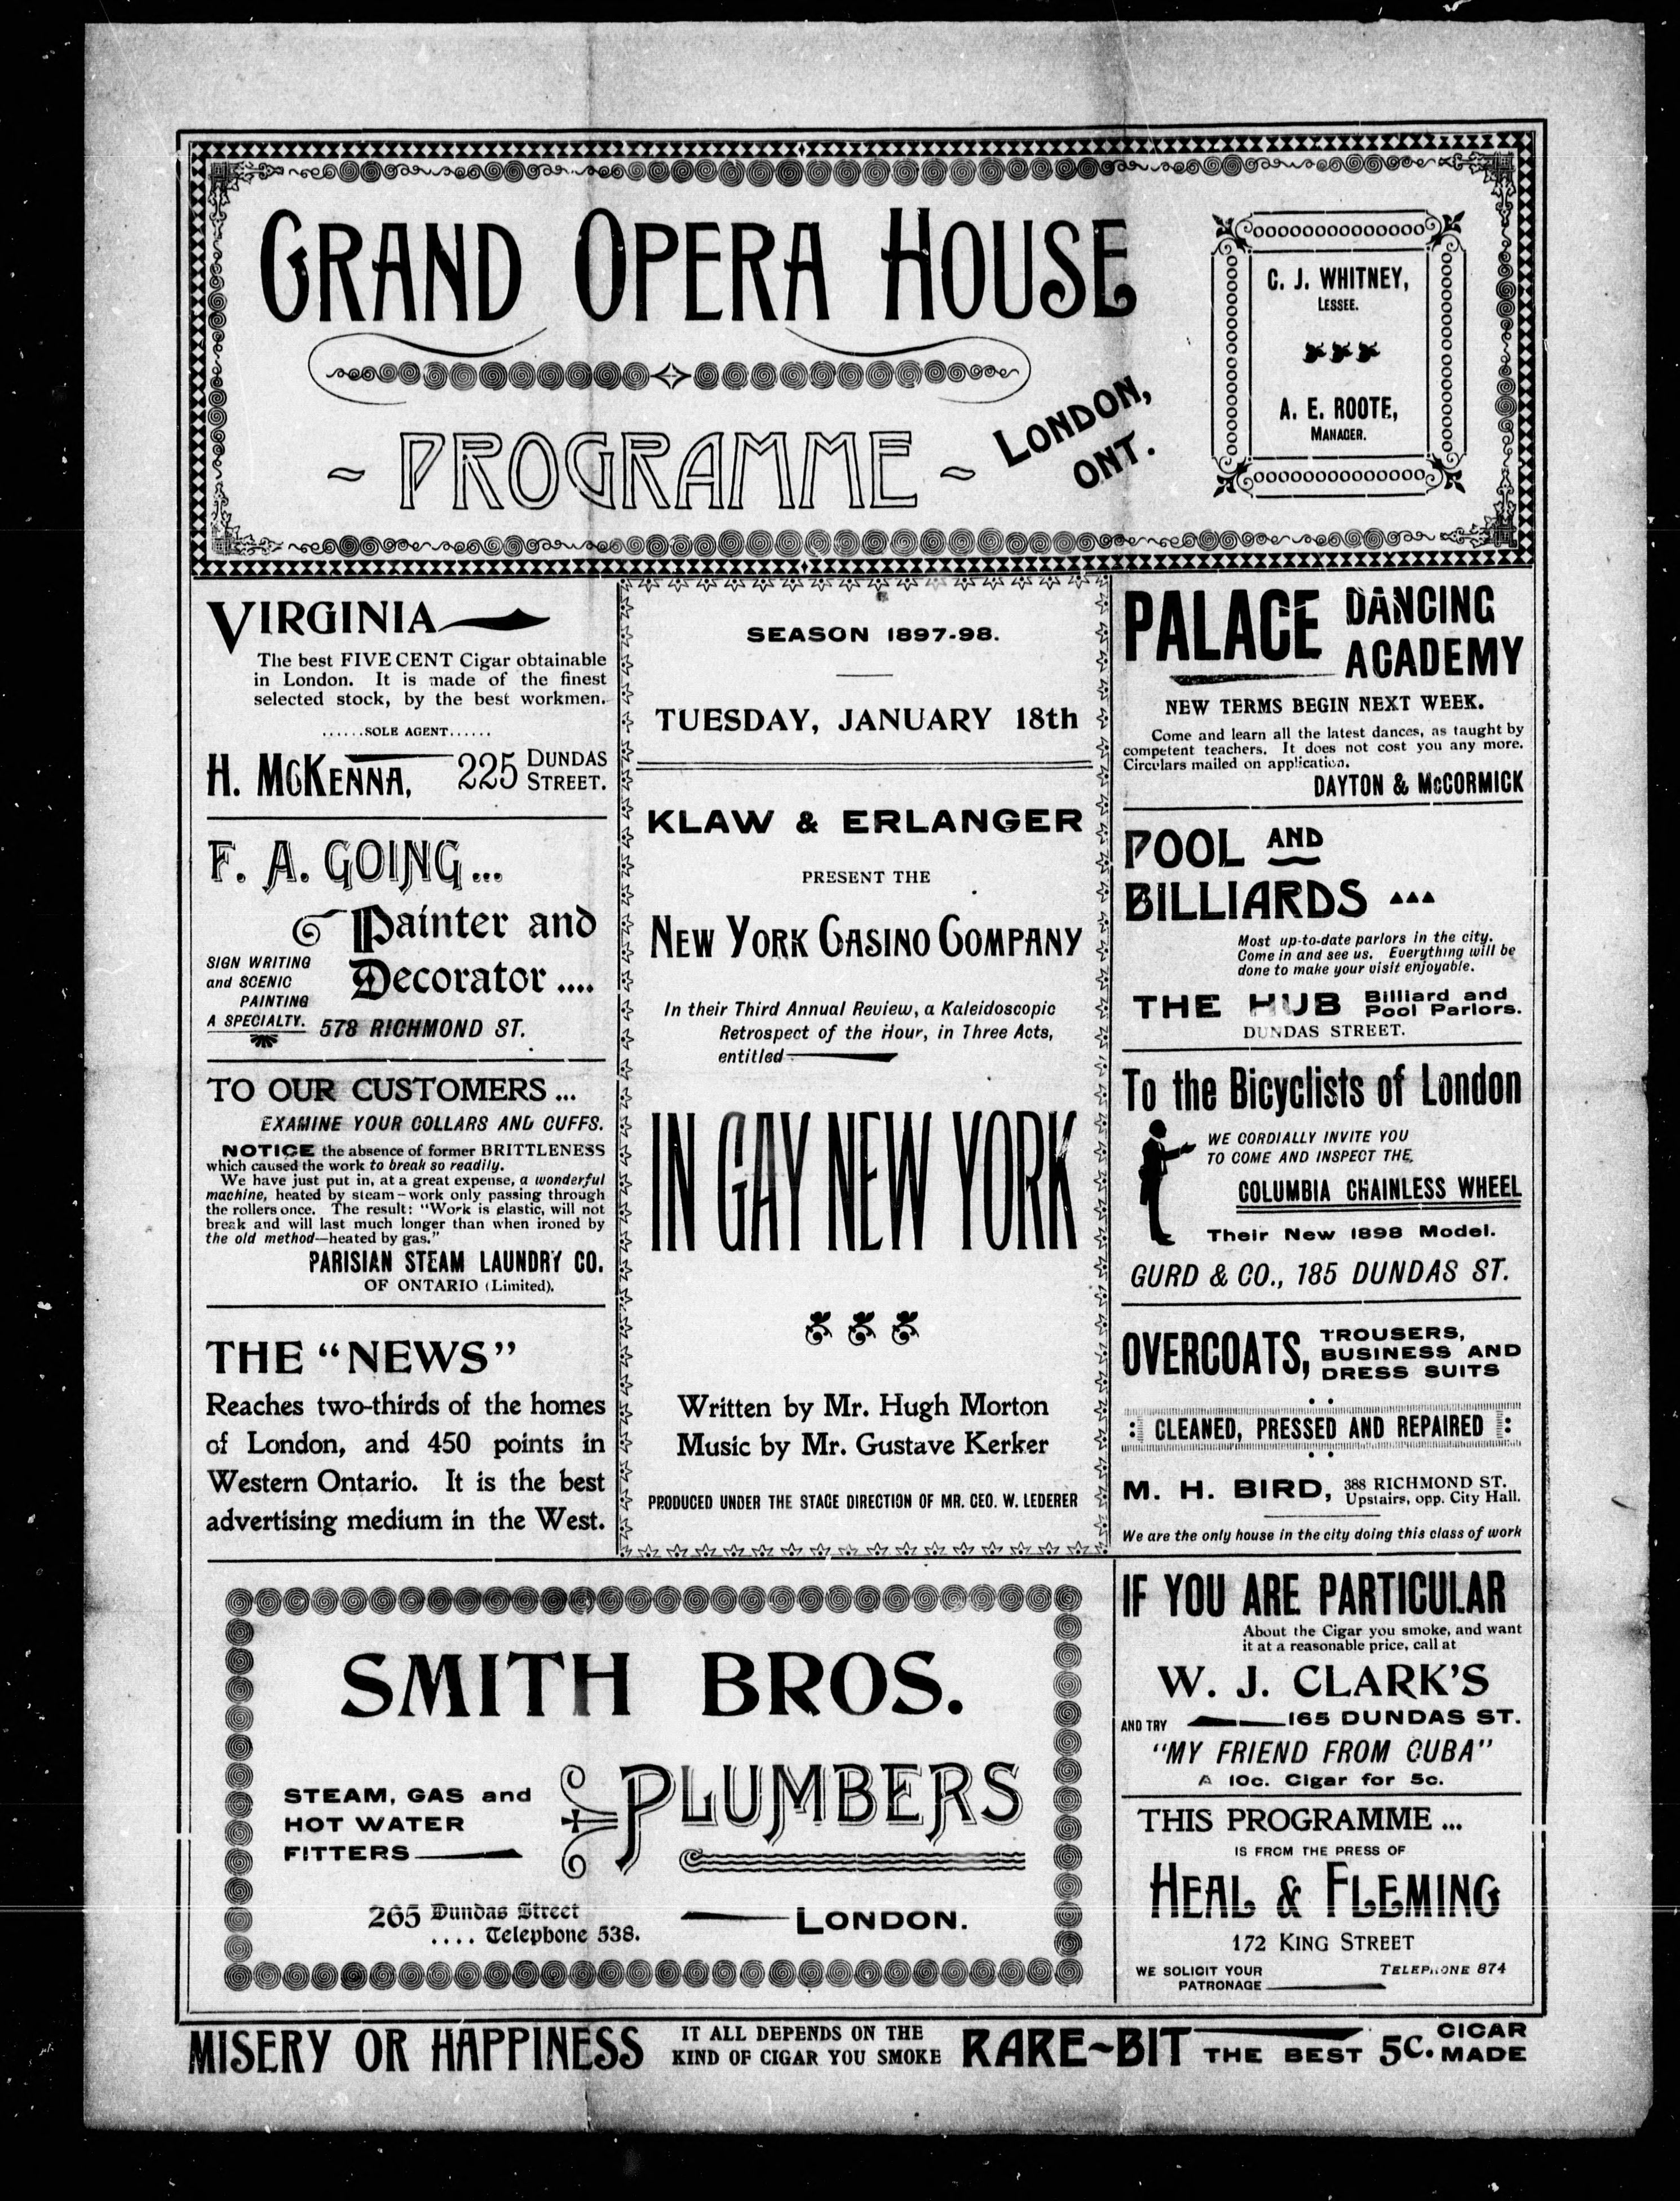 GRAND OPERA HOUSE
~ PROGRAMME ~
LONDON,
ONT.
C. J. WHITNEY,
LESSEE.
A. E. ROOTE,
MANAGER.
VIRGINIA
The best FIVE CENT Cigar obtainable
in London. It is made of the finest
selected stock, by the best workmen.
......SOLE AGENT......
H. MCKENNA, 225 DUNDAS
STREET.
F. A. GOING...
Painter and
Decorator ....
SIGN WRITING
and SCENIC
PAINTING
A SPECIALTY.
578 RICHMOND ST.
TO OUR CUSTOMERS ...
EXAMINE YOUR COLLARS AND CUFFS.
NOTICE the absence of former BRITTLENESS
which caused the work to break so readily.
We have just put in, at a great expense, a wonderful
machine, heated by steam—work only passing through
the rollers once. The result: "Work is elastic, will not
break and will last much longer than when ironed by
the old method—heated by gas."
PARISIAN STEAM LAUNDRY CO.
OF ONTARIO (Limited).
THE "NEWS"
Reaches two-thirds of the homes
of London, and 450 points in
Western Ontario. It is the best
advertising medium in the West.
SEASON 1897-98.
TUESDAY, JANUARY 18th
KLAW & ERLANGER
PRESENT THE
NEW YORK CASINO COMPANY
In their Third Annual Review, a Kaleidoscopic
Retrospect of the Hour, in Three Acts,
entitled
IN GAY NEW YORK
Written by Mr. Hugh Morton
Music by Mr. Gustave Kerker
PRODUCED UNDER THE STAGE DIRECTION OF MR. GEO. W. LEDERER
PALACE DANCING
ACADEMY
NEW TERMS BEGIN NEXT WEEK.
Come and learn all the latest dances, as taught by
competent teachers. It does not cost you any more.
Circulars mailed on application.
DAYTON & McCORMICK
POOL AND
BILLIARDS
Most up-to-date parlors in the city.
Come in and see us. Everything will be
done to make your visit enjoyable.
THE HUB Billiard and
Pool Parlors.
DUNDAS STREET.
To the Bicyclists of London
WE CORDIALLY INVITE YOU
TO COME AND INSPECT THE
COLUMBIA CHAINLESS WHEEL
Their New 1898 Model.
GURD & CO., 185 DUNDAS ST.
OVERCOATS, TROUSERS,
BUSINESS AND
DRESS SUITS
CLEANED, PRESSED AND REPAIRED
M. H. BIRD, 388 RICHMOND ST.
Upstairs, opp. City Hall.
We are the only house in the city doing this class of work
SMITH BROS.
STEAM, GAS and
HOT WATER
FITTERS
PLUMBERS
265 Dundas Street
.... Telephone 538.
LONDON.
IF YOU ARE PARTICULAR
About the Cigar you smoke, and want
it at a reasonable price, call at
W. J. CLARK'S
AND TRY 165 DUNDAS ST.
"MY FRIEND FROM CUBA"
A 10c. Cigar for 5c.
THIS PROGRAMME ...
IS FROM THE PRESS OF
HEAL & FLEMING
172 KING STREET
WE SOLICIT YOUR
PATRONAGE
TELEPHONE 874
MISERY OR HAPPINESS IT ALL DEPENDS ON THE
KIND OF CIGAR YOU SMOKE RARE~BIT THE BEST 5C. CIGAR
MADE